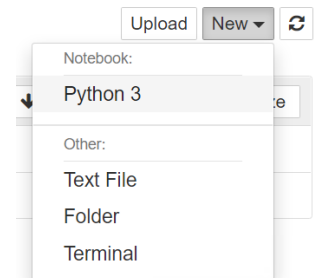 Upload New
Notebook:
Python 3
Other:
Text File
Folder
Terminal